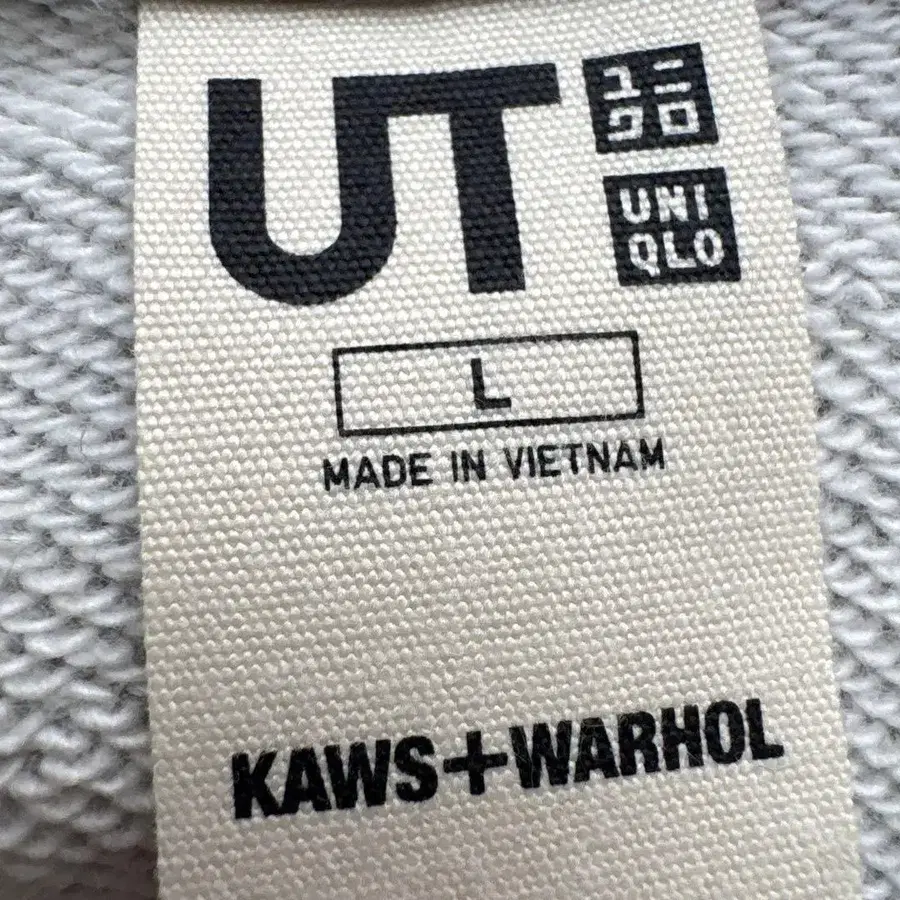 UT
ユニ
クロ
UNI
QLO
L
MADE IN VIETNAM
KAWS+WARHOL